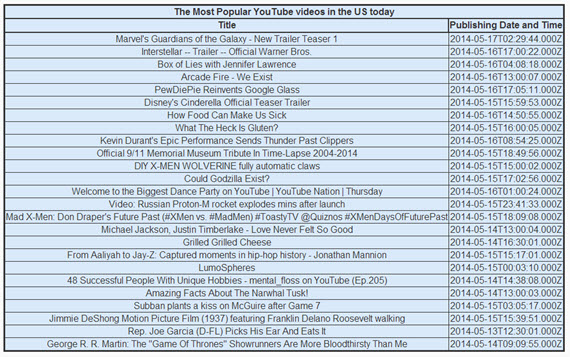 The Most Popular YouTube videos in the US today
Title Publishing Date and Time
Marvel's Guardians of the Galaxy - New Trailer Teaser 1 2014-05-17T02:29:44.000Z
Interstellar -- Trailer -- Official Warner Bros. 2014-05-16T17:00:22.000Z
Box of Lies with Jennifer Lawrence 2014-05-16T04:08:18.000Z
Arcade Fire - We Exist 2014-05-16T13:00:07.000Z
PewDiePie Reinvents Google Glass 2014-05-16T17:05:11.000Z
Disney's Cinderella Official Teaser Trailer 2014-05-15T15:59:53.000Z
How Food Can Make Us Sick 2014-05-16T14:50:55.000Z
What The Heck Is Gluten? 2014-05-15T16:00:05.000Z
Kevin Durant's Epic Performance Sends Thunder Past Clippers 2014-05-16T08:54:25.000Z
Official 9/11 Memorial Museum Tribute In Time-Lapse 2004-2014 2014-05-15T18:49:56.000Z
DIY X-MEN WOLVERINE fully automatic claws 2014-05-15T15:00:02.000Z
Could Godzilla Exist? 2014-05-15T17:02:56.000Z
Welcome to the Biggest Dance Party on YouTube | YouTube Nation | Thursday 2014-05-16T01:00:24.000Z
Video: Russian Proton-M rocket explodes mins after launch 2014-05-15T23:41:33.000Z
Mad X-Men: Don Draper's Future Past (#XMen vs. #MadMen) #ToastyTV @Quiznos #XMenDaysOfFuturePast 2014-05-15T18:09:08.000Z
Michael Jackson, Justin Timberlake - Love Never Felt So Good 2014-05-14T13:00:04.000Z
Grilled Grilled Cheese 2014-05-14T16:30:01.000Z
From Aaliyah to Jay-Z: Captured moments in hip-hop history - Jonathan Mannion 2014-05-15T15:17:01.000Z
LumoSpheres 2014-05-15T00:03:10.000Z
48 Successful People With Unique Hobbies - mental_floss on YouTube (Ep.205) 2014-05-14T14:38:08.000Z
Amazing Facts About The Narwhal Tusk! 2014-05-14T13:00:03.000Z
Subban plants a kiss on McGuire after Game 7 2014-05-15T03:05:17.000Z
Jimmie DeShong Motion Picture Film (1937) featuring Franklin Delano Roosevelt walking 2014-05-15T15:39:51.000Z
Rep. Joe Garcia (D-FL) Picks His Ear And Eats It 2014-05-13T12:30:01.000Z
George R. R. Martin: The "Game Of Thrones" Showrunners Are More Bloodthirsty Than Me 2014-05-14T09:09:55.000Z